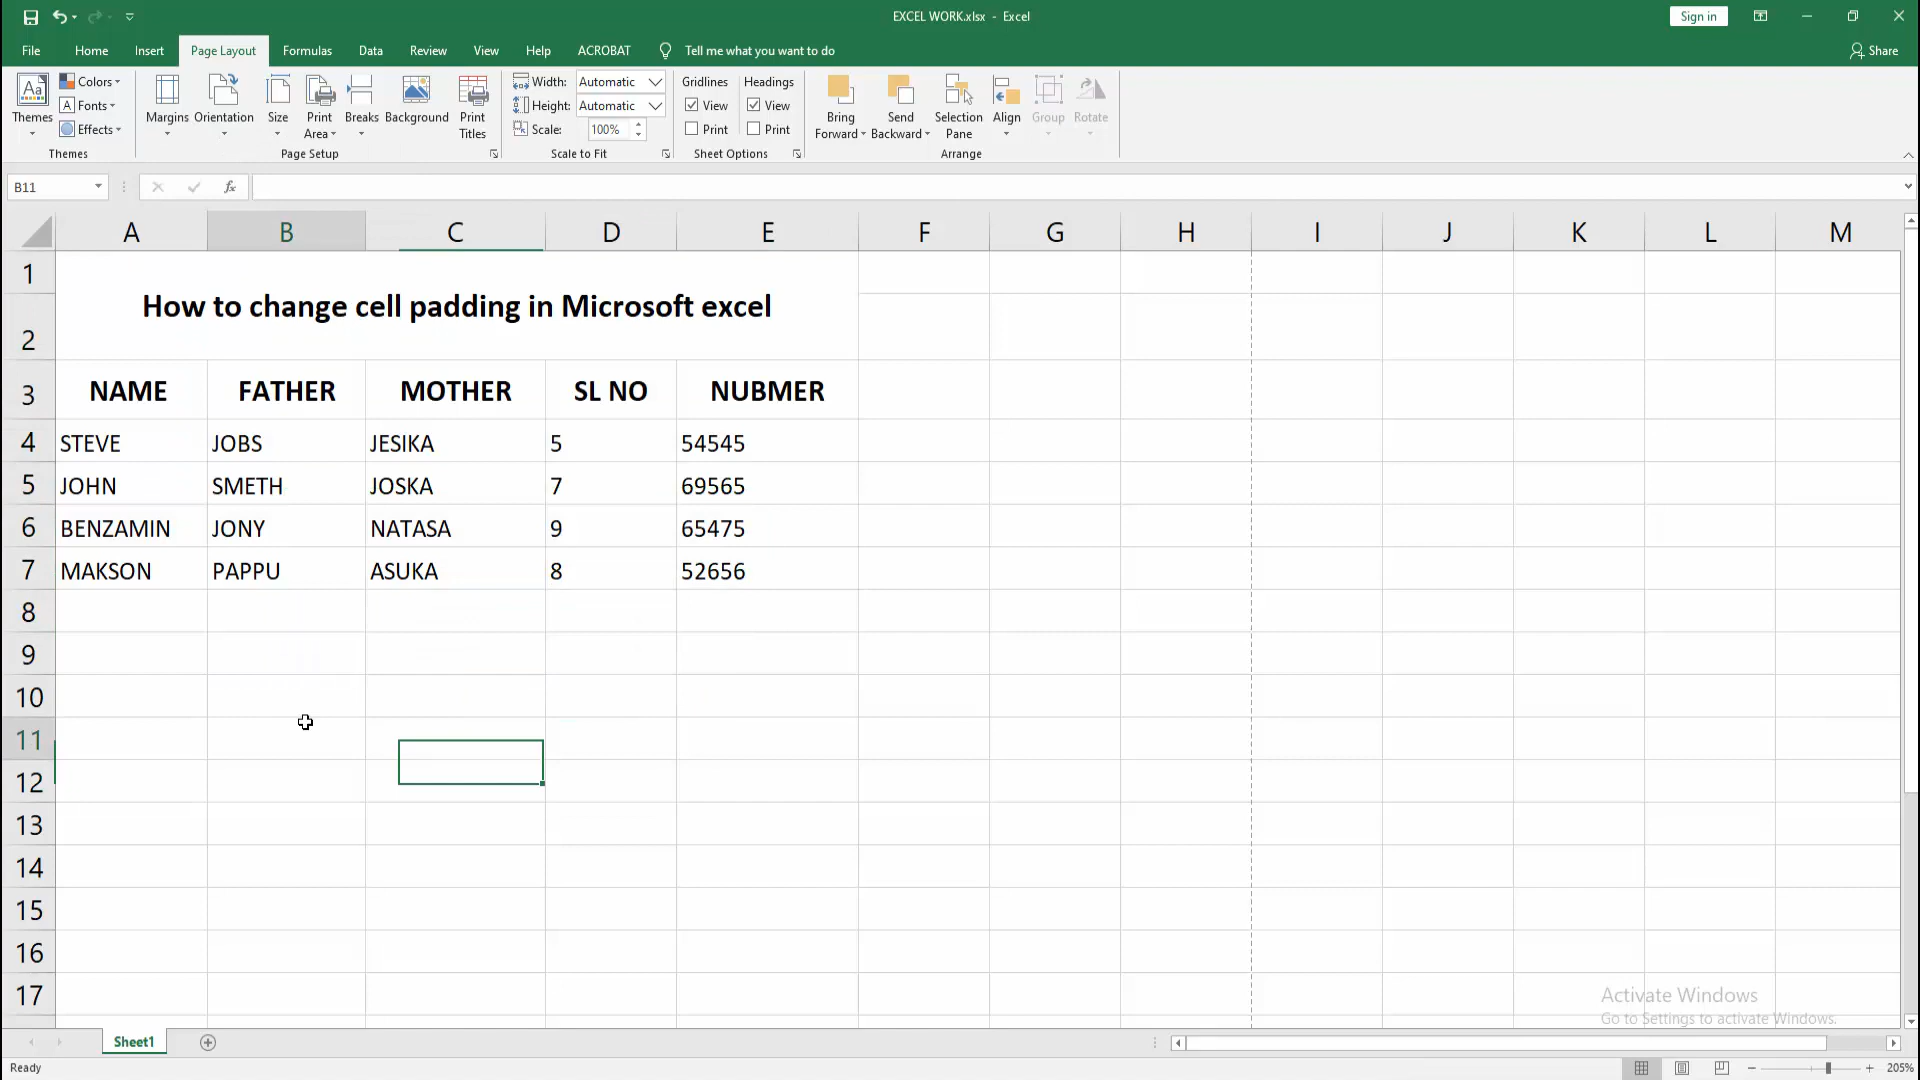 EXCEL WORK.xlsx - Excel
Sign in
File Home Insert Page Layout Formulas Data Review View Help ACROBAT Tell me what you want to do Share
Themes Colors Fonts Effects
Themes
Margins Orientation Size Print Area Breaks Background Print Titles
Page Setup
Width: Automatic
Height: Automatic
Scale: 100%
Scale to Fit
Gridlines Headings
View View
Print Print
Sheet Options
Bring Forward Send Backward Selection Pane Align Group Rotate
Arrange
B11 fx
A B C D E F G H I J K L M
1
How to change cell padding in Microsoft excel
2
3 NAME FATHER MOTHER SL NO NUBMER
4 STEVE JOBS JESIKA 5 54545
5 JOHN SMETH JOSKA 7 69565
6 BENZAMIN JONY NATASA 9 65475
7 MAKSON PAPPU ASUKA 8 52656
8
9
10
11
12
13
14
15
16
17
Activate Windows
Go to Settings to activate Windows.
Sheet1
Ready 205%